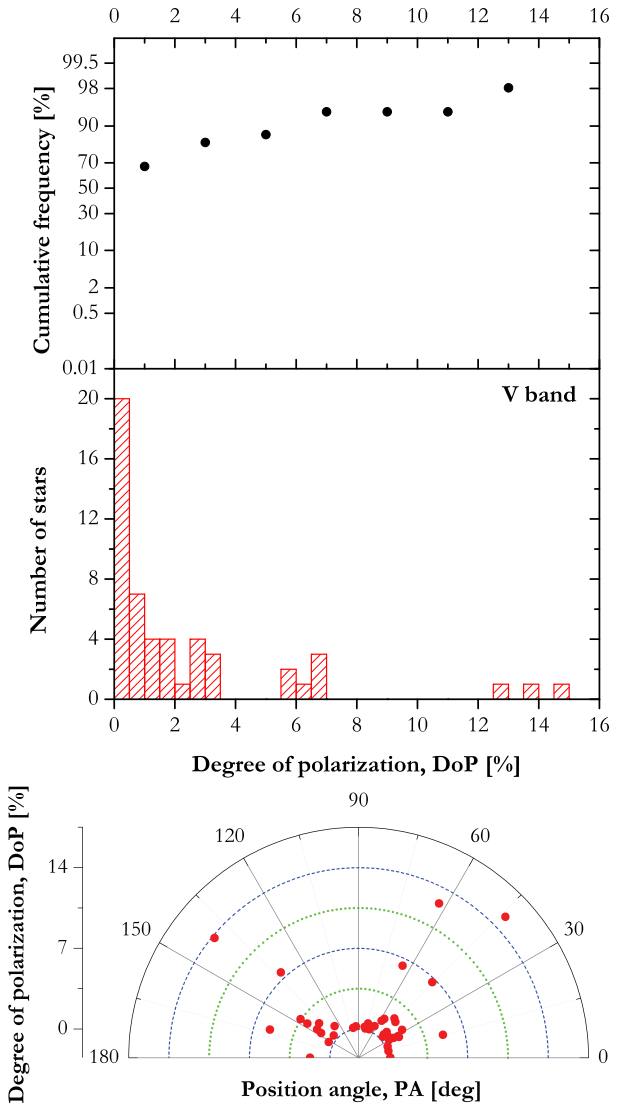 0 2 4 6 8 10 12 14 16
99.5
98
90
70
50
30
10
2
0.5
0.01
Cumulative frequency [%]
V band
20
16
12
8
4
0
Number of stars
0 2 4 6 8 10 12 14 16
Degree of polarization, DoP [%]
90
120 60
150 30
180 0
14
7
0
Degree of polarization, DoP [%]
Position angle, PA [deg]